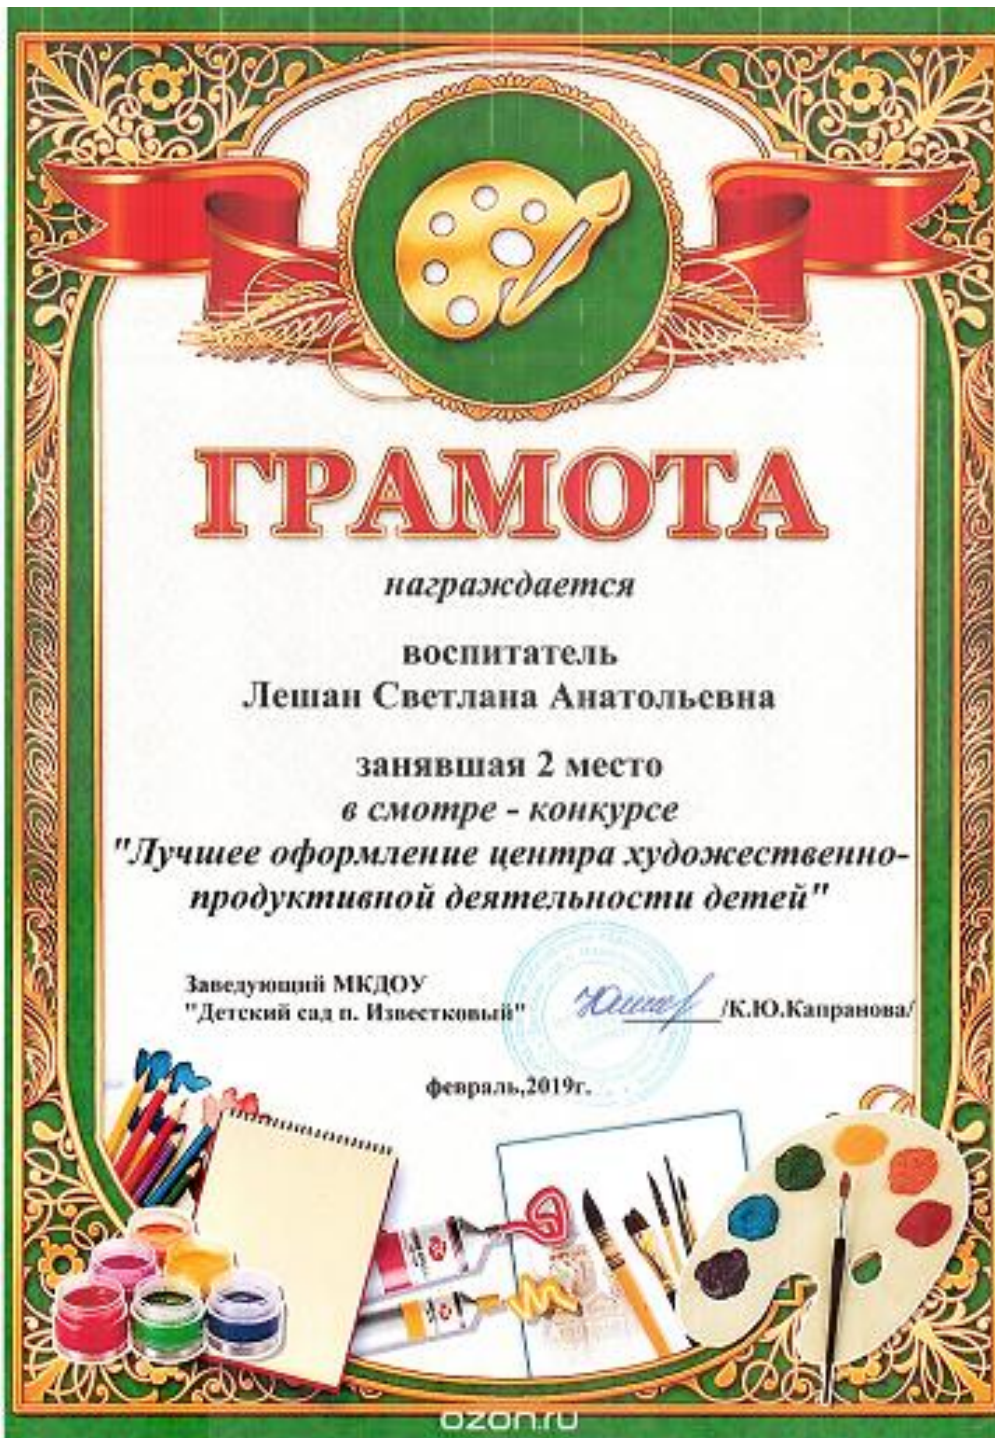 ГРАМОТА
награждается
воспитатель
Лешан Светлана Анатольевна
занявшая 2 место
в смотре - конкурсе
"Лучшее оформление центра художественно-
продуктивной деятельности детей"
Заведующий МКДОУ
"Детский сад п. Известковый"
/К.Ю.Капранова/
февраль,2019г.
ozon.ru